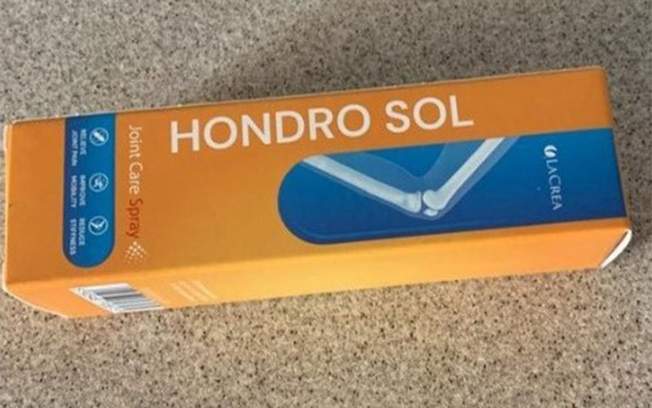 HONDRO SOL
Joint Care Spray
RELIEVE
JOINT PAIN
IMPROVE
MOBILITY
REDUCE
STIFFNESS
LACREA